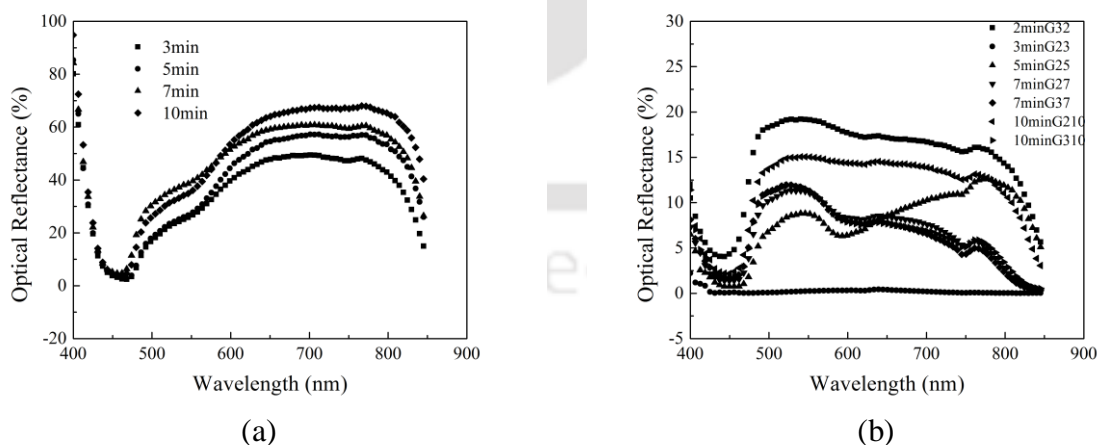 100
80
60
40
20
0
-20
Optical Reflectance (%)
3min
5min
7min
10min
400 500 600 700 800 900
Wavelength (nm)
(a)
30
25
20
15
10
5
0
-5
Optical Reflectance (%)
2minG32
3minG23
5minG25
7minG27
7minG37
10minG210
10minG310
400 500 600 700 800 900
Wavelength (nm)
(b)